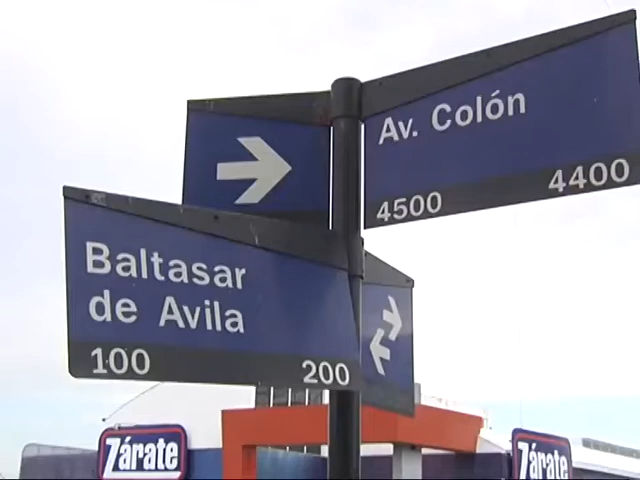 Av. Colón
4500 4400
Baltasar
de Avila
100 200
Zárate
Zárate